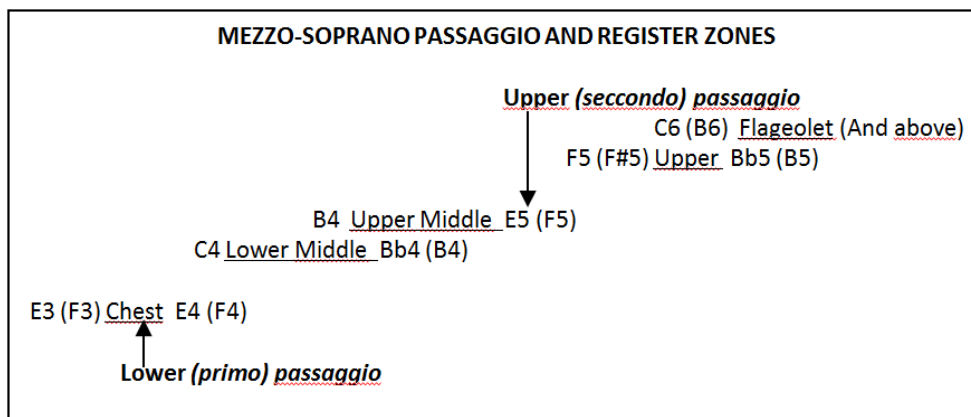 MEZZO-SOPRANO PASSAGGIO AND REGISTER ZONES
Upper (seccondo) passaggio
C6 (B6) Flageolet (And above)
F5 (F#5) Upper Bb5 (B5)
B4 Upper Middle E5 (F5)
C4 Lower Middle Bb4 (B4)
E3 (F3) Chest E4 (F4)
Lower (primo) passaggio